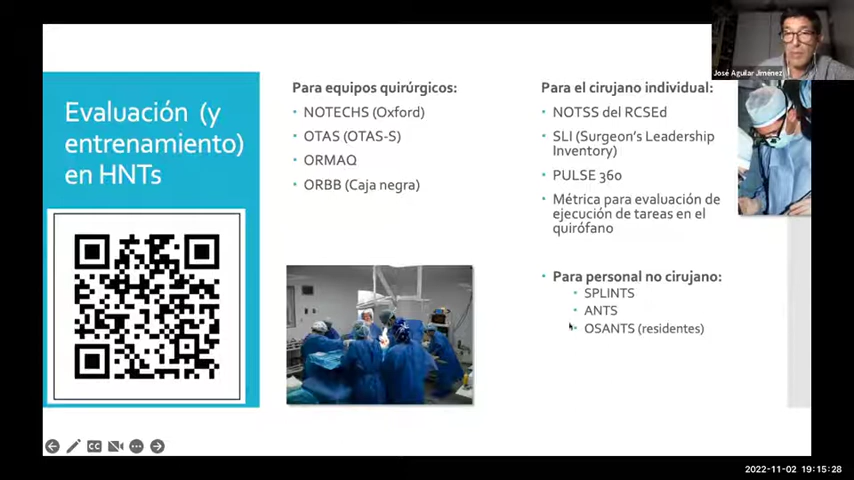 José Aguilar Jiménez
Evaluación (y
entrenamiento)
en HNTs
Para equipos quirúrgicos:
• NOTECHS (Oxford)
• OTAS (OTAS-S)
• ORMAQ
• ORBB (Caja negra)
Para el cirujano individual:
• NOTSS del RCSEd
• SLI (Surgeon's Leadership
Inventory)
• PULSE 360
• Métrica para evaluación de
ejecución de tareas en el
quirófano
• Para personal no cirujano:
• SPLINTS
• ANTS
• OSANTS (residentes)
CC
2022-11-02 19:15:28